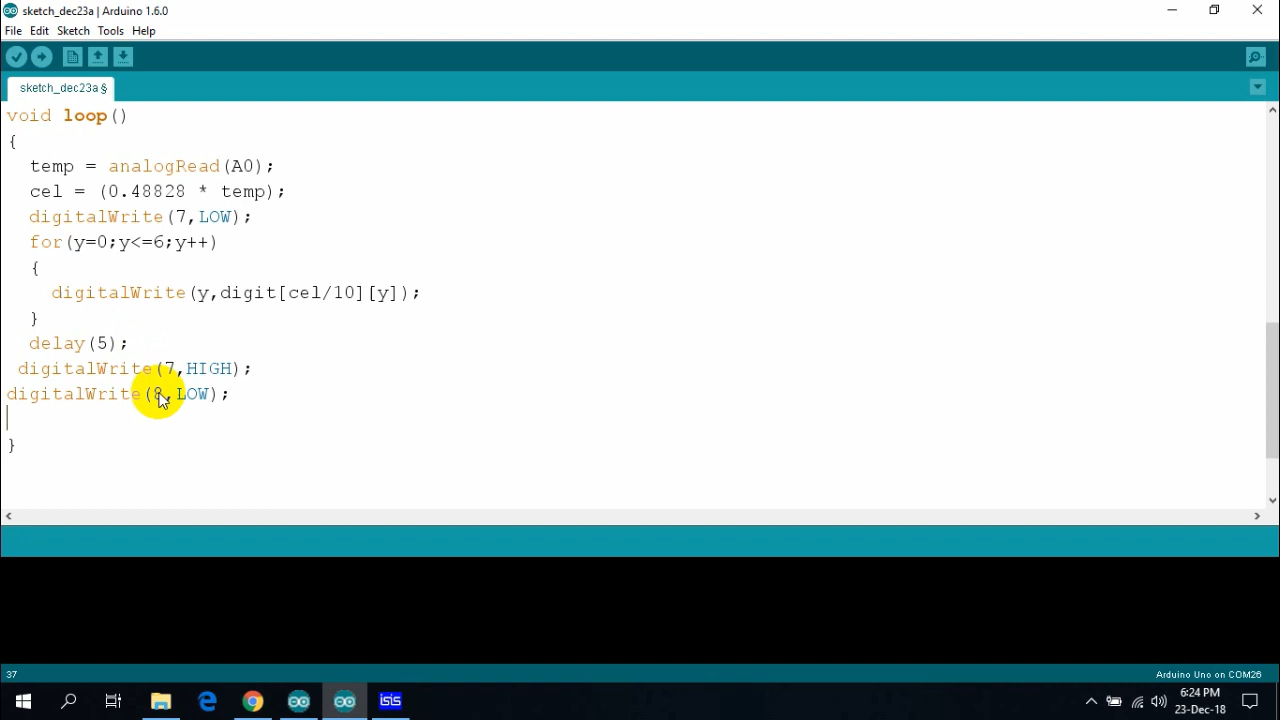 sketch_dec23a | Arduino 1.6.0
File Edit Sketch Tools Help
sketch_dec23a §
void loop()
{
temp = analogRead(A0);
cel = (0.48828 * temp);
digitalWrite(7,LOW);
for(y=0;y<=6;y++)
{
digitalWrite(y,digit[cel/10][y]);
}
delay(5);
digitalWrite(7,HIGH);
digitalWrite(8,LOW);
}
37
Arduino Uno on COM26
isis
6:24 PM
23-Dec-18